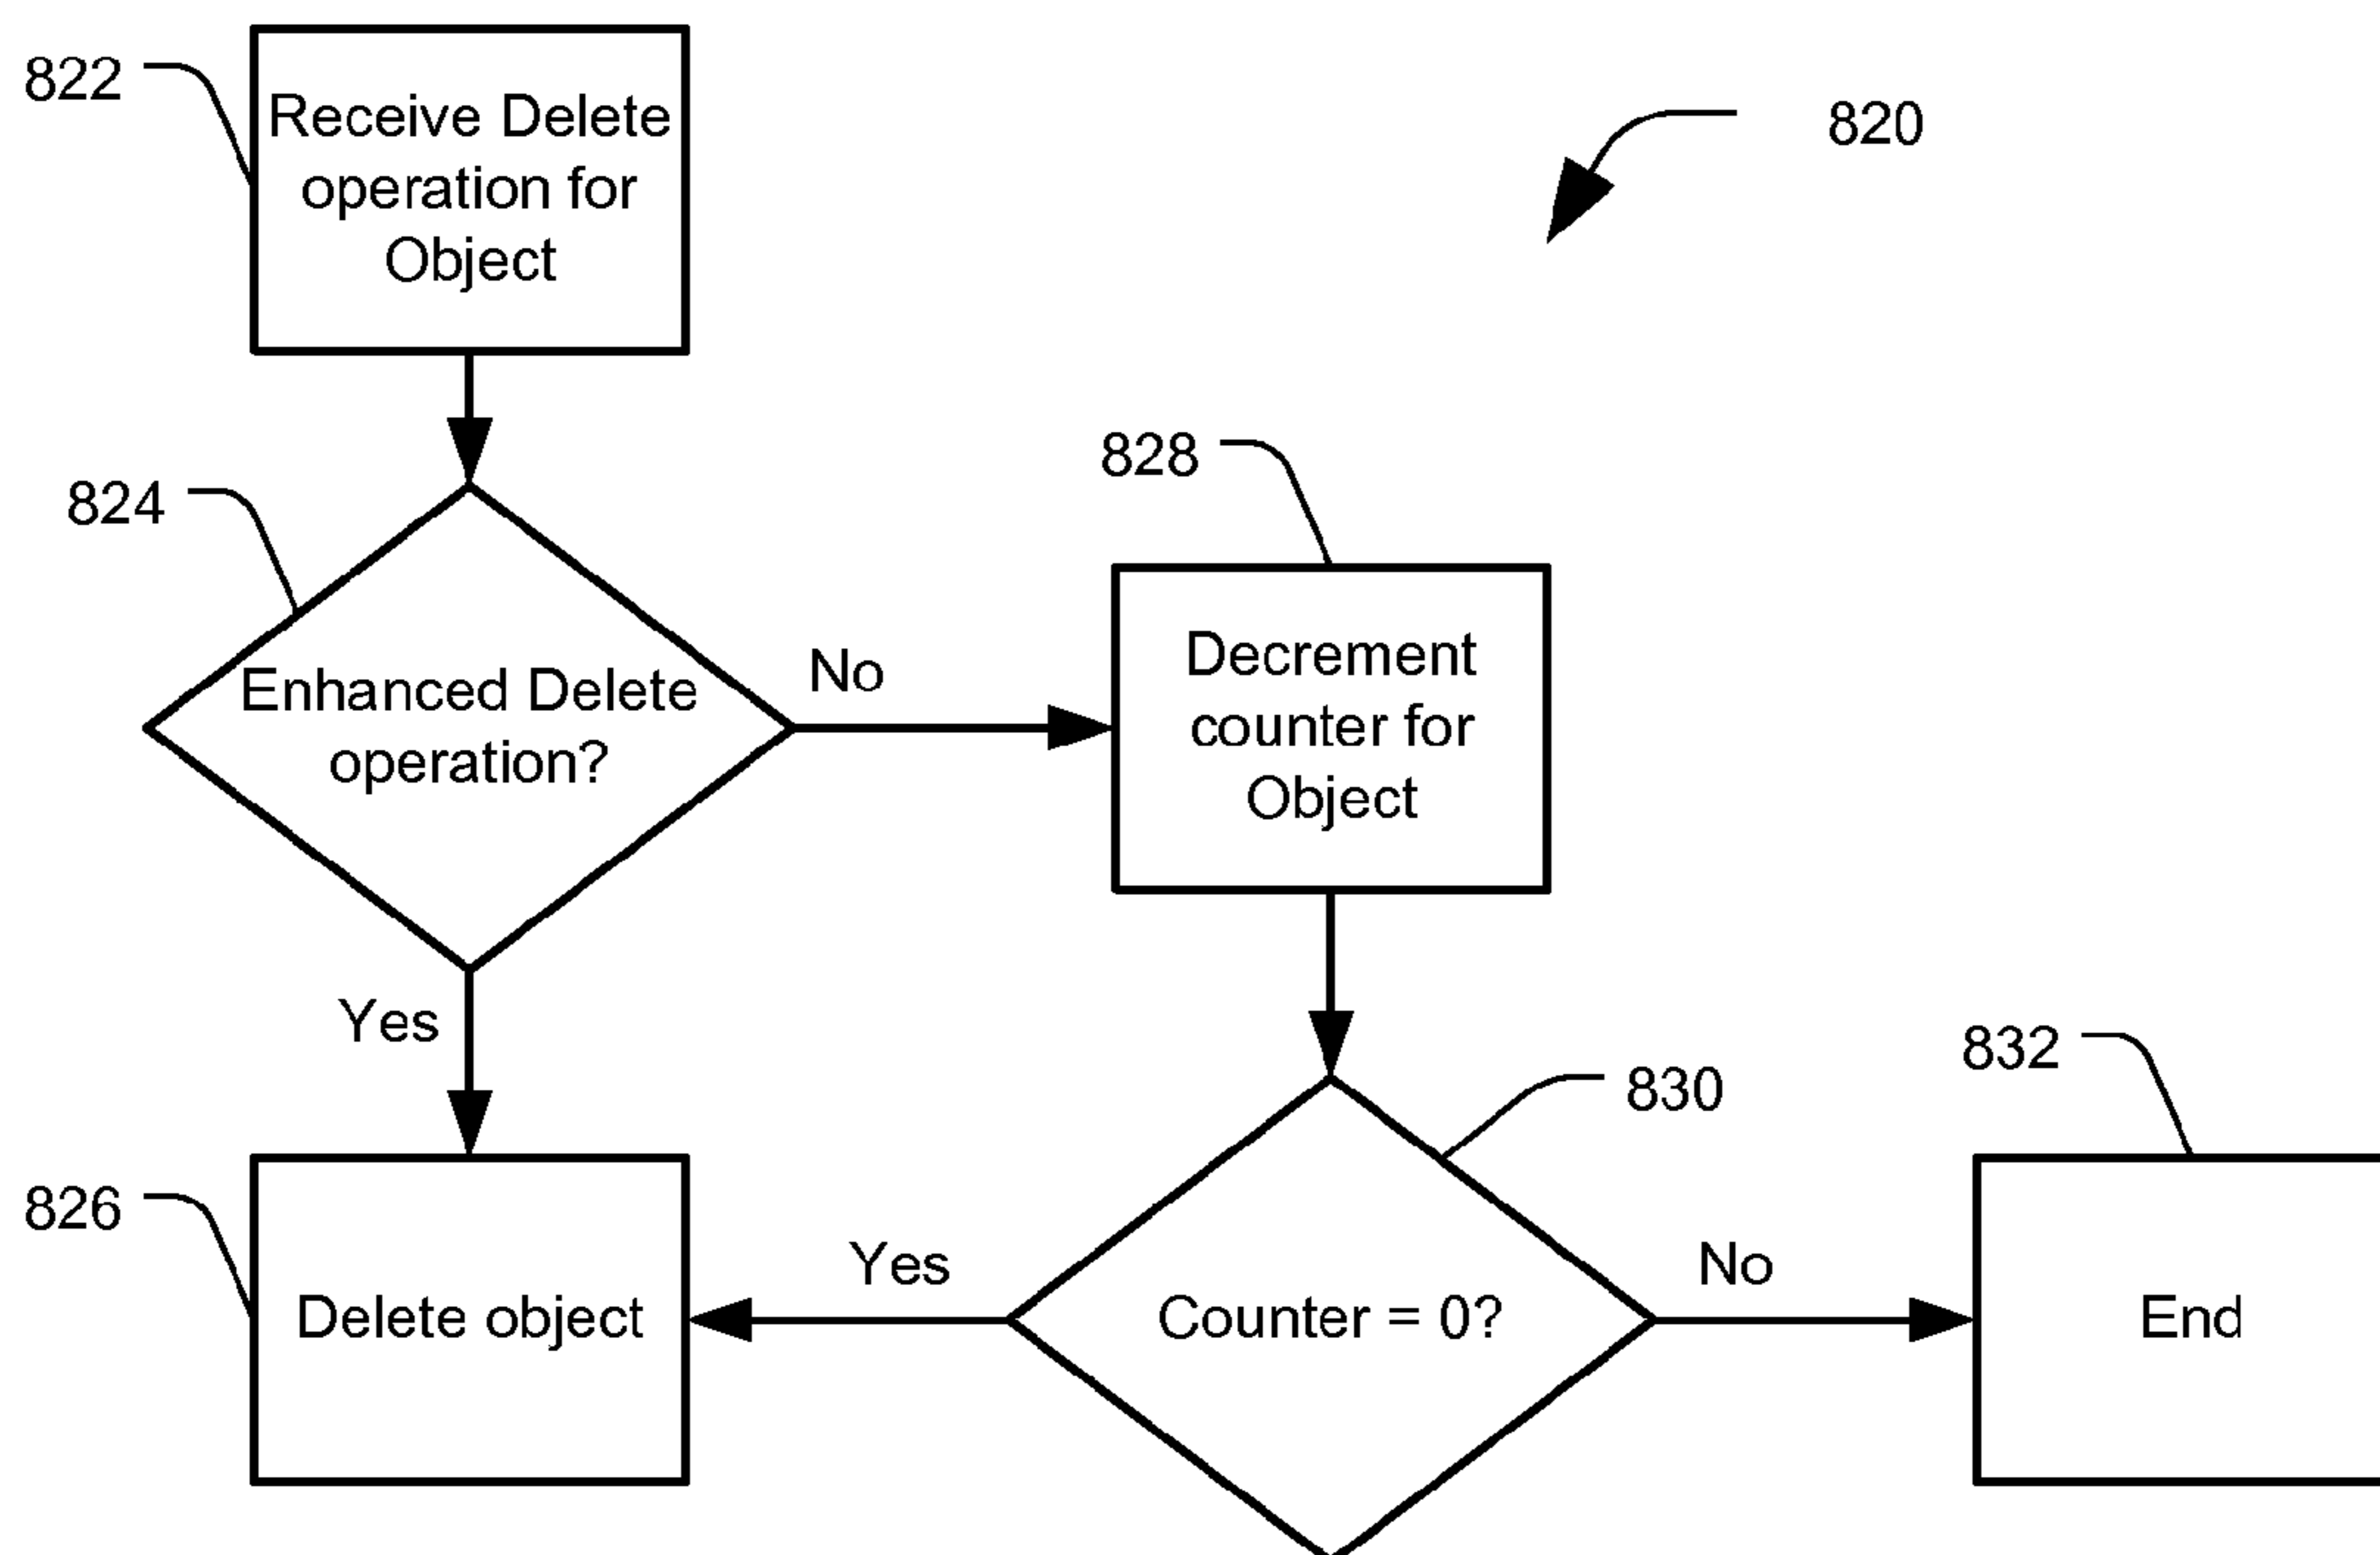 822
Receive Delete
operation for
Object
820
824
Enhanced Delete
operation?
No
828
Decrement
counter for
Object
Yes
826
Delete object
Yes
830
Counter = 0?
No
832
End